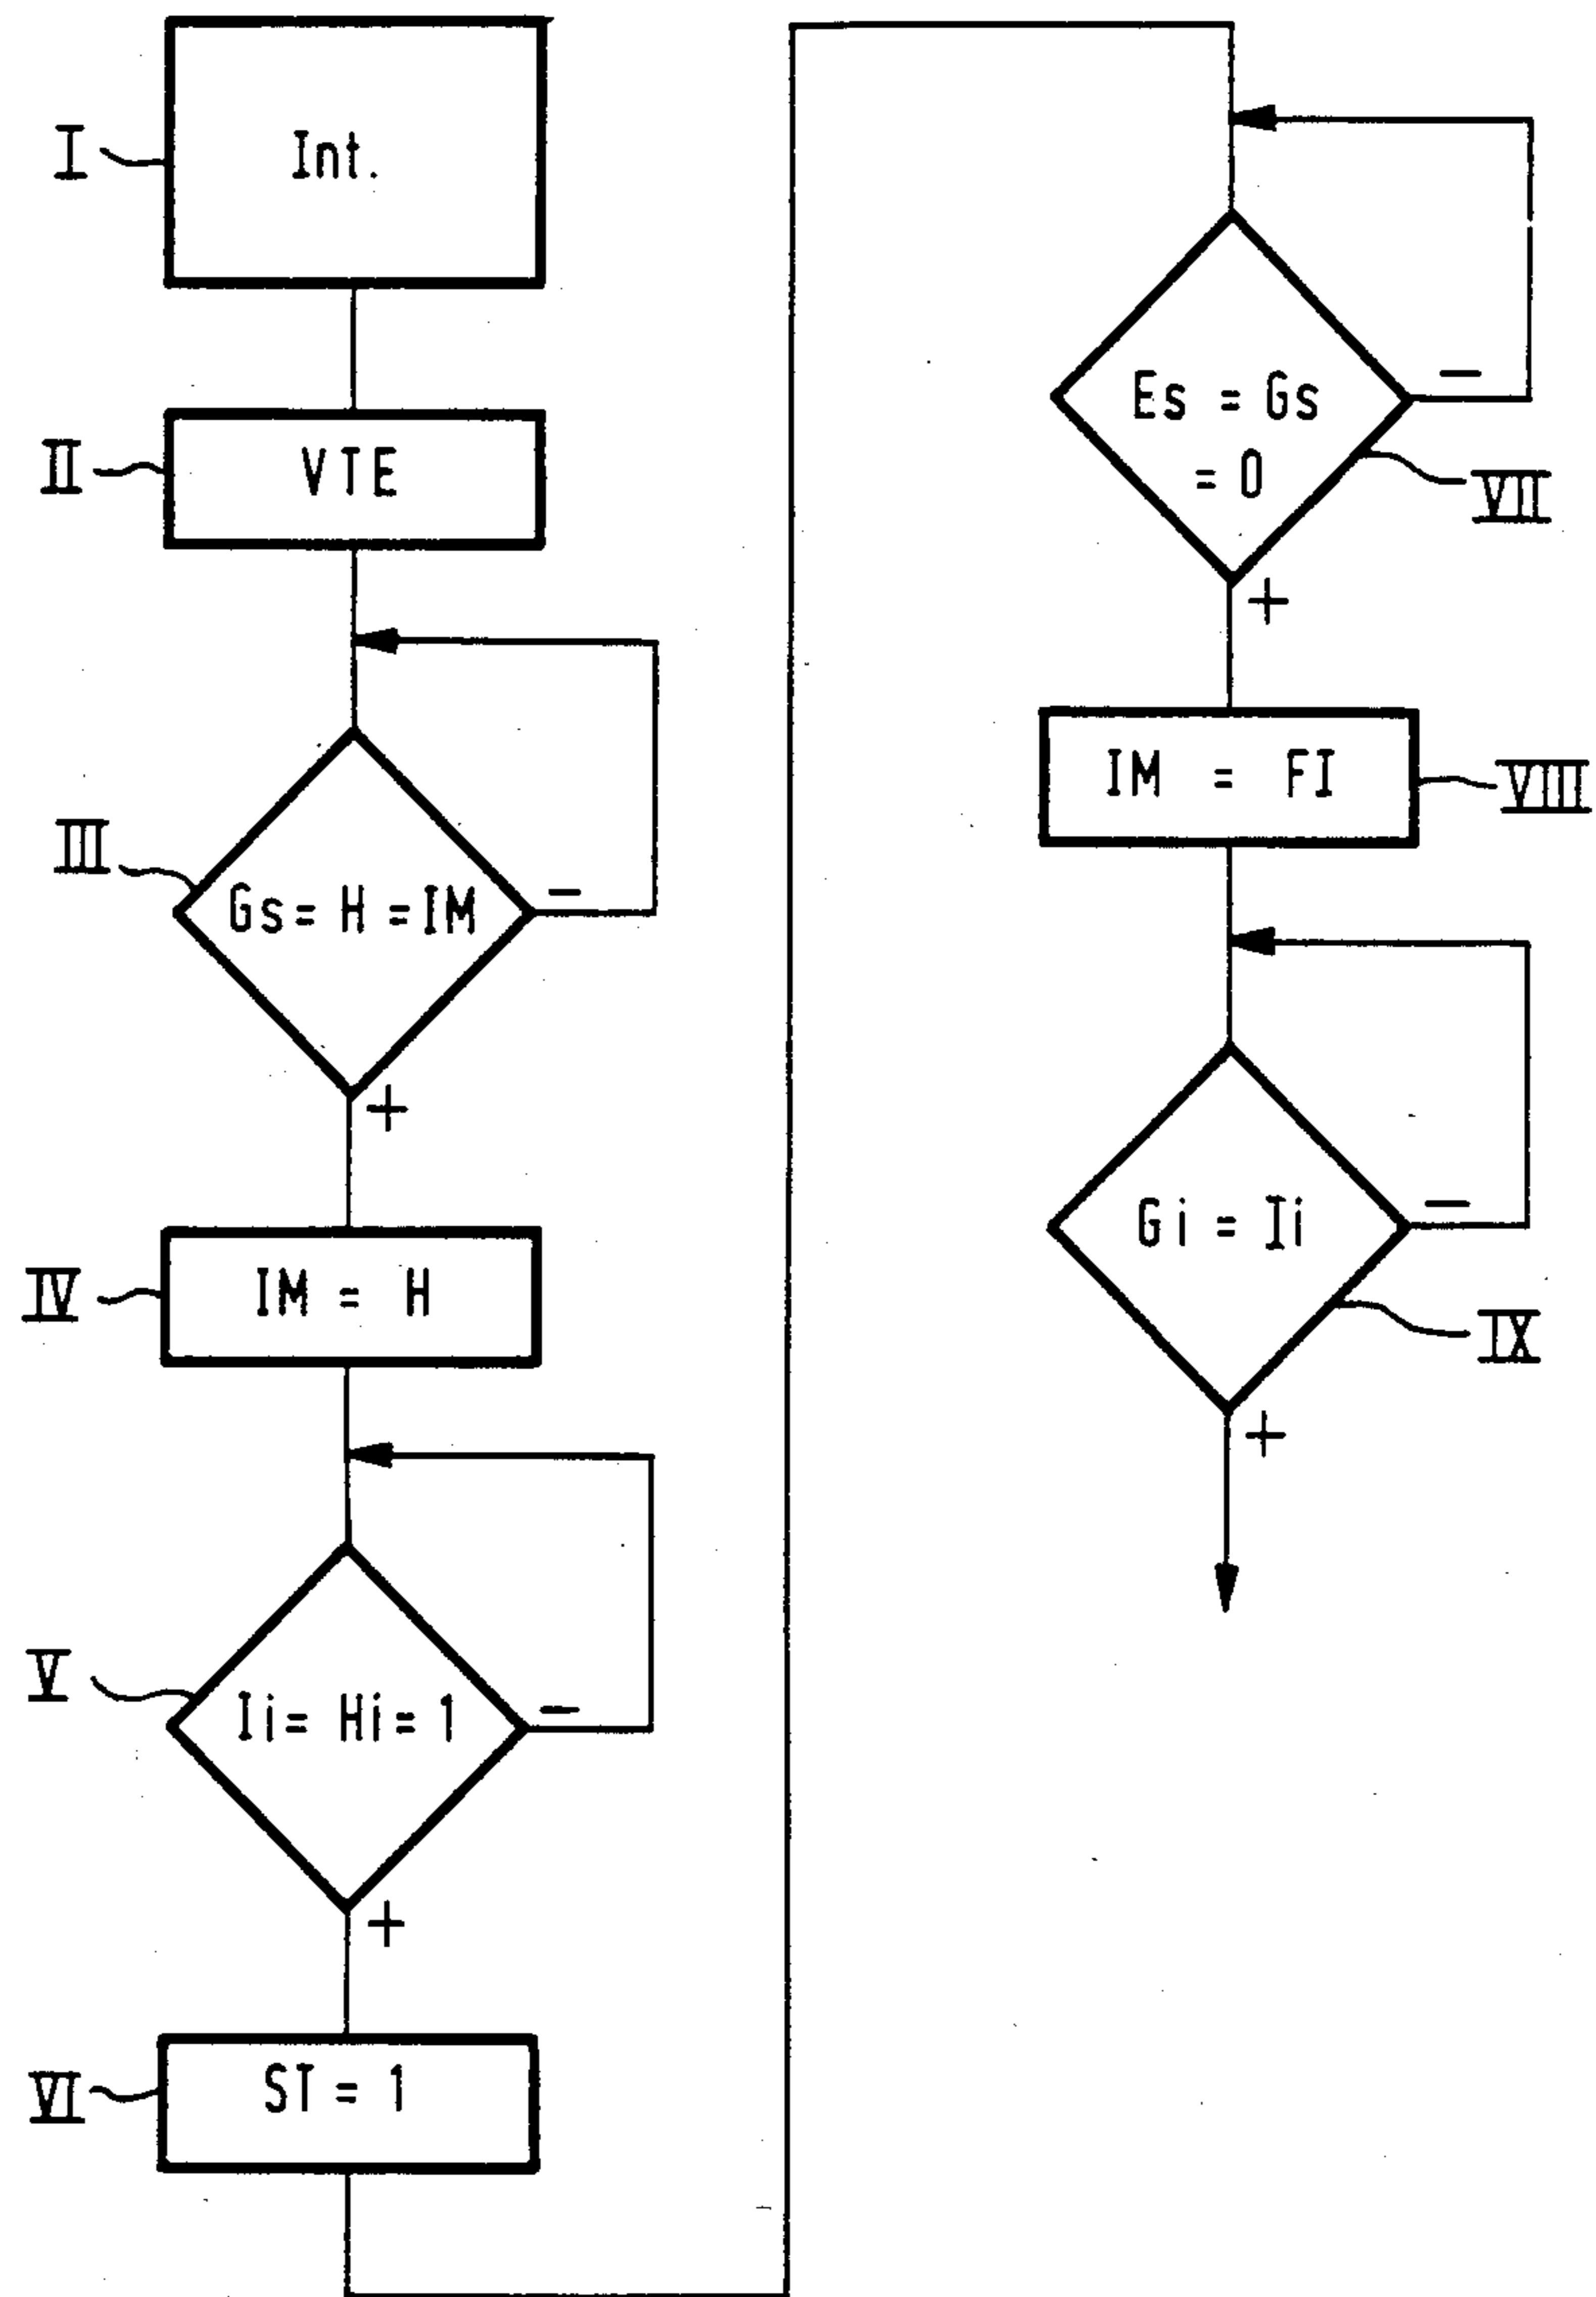 I
Int.
II
VTE
III
Gs = H = IM
-
+
IV
IM = H
V
Ii = Hi = 1
-
+
VI
ST = 1
Es = Gs
= 0
-
VII
+
IM = FI
VIII
Gi = Ii
-
IX
+